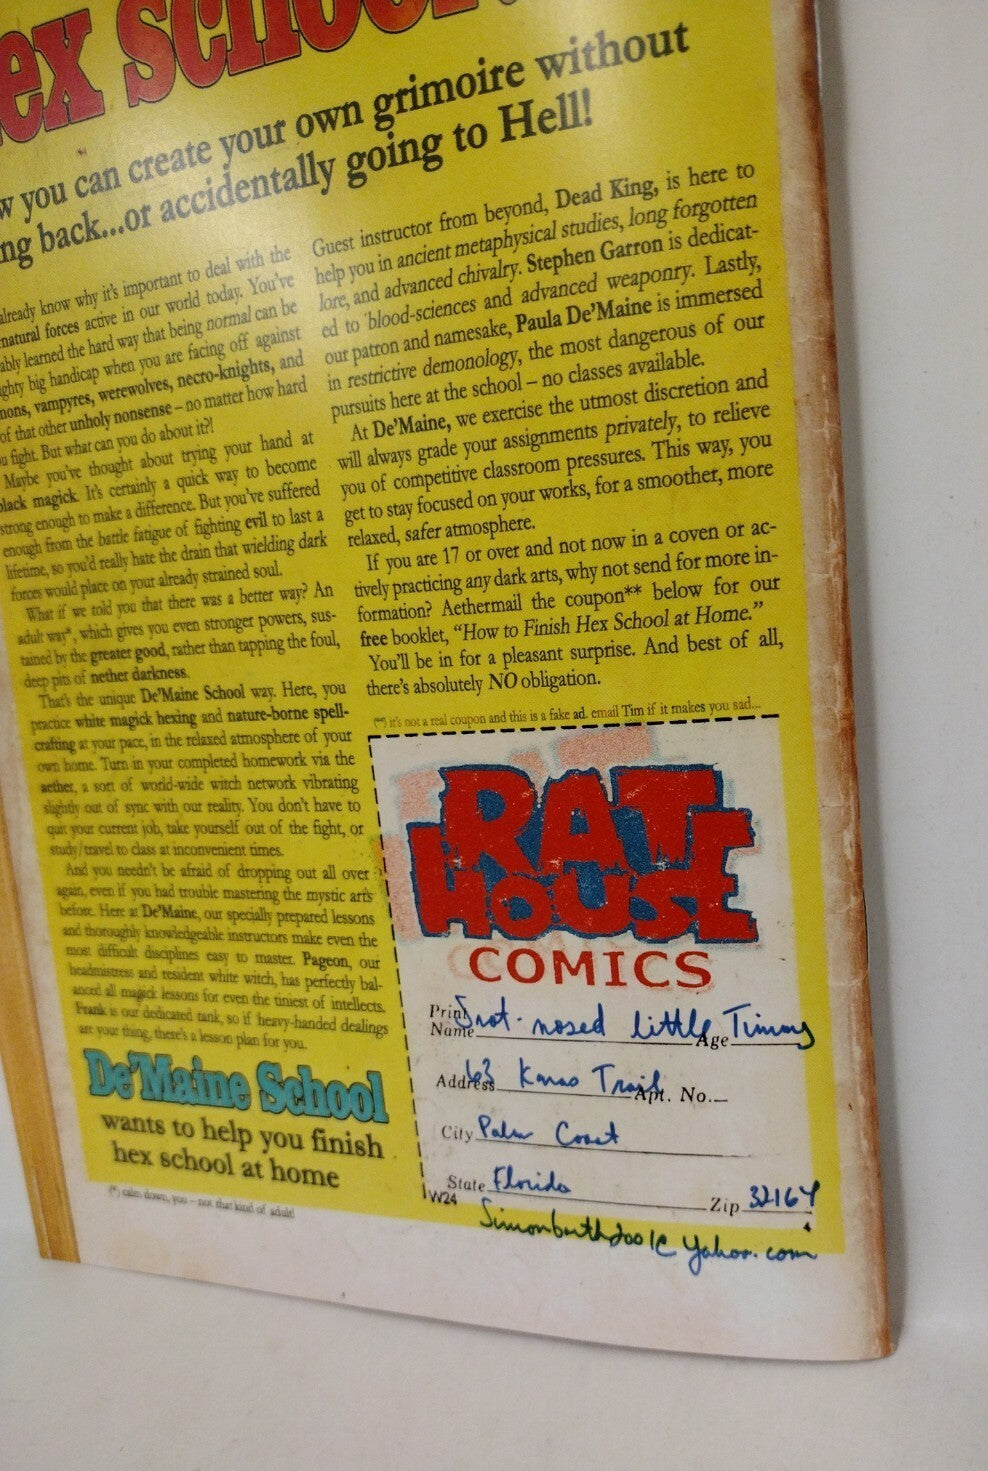 ex school
w you can create your own grimoire without
ng back...or accidentally going to Hell!
already know why it's important to deal with the
natural forces active in our world today. You've
ably learned the hard way that being normal can be
ghty big handicap when you are facing off against
mons, vampyres, werewolves, necro-knights, and
of that other unholy nonsense – no matter how hard
u fight. But what can you do about it?!
Maybe you've thought about trying your hand at
black magick. It's certainly a quick way to become
strong enough to make a difference. But you've suffered
enough from the battle fatigue of fighting evil to last a
lifetime, so you'd really hate the drain that wielding dark
forces would place on your already strained soul.
What if we told you that there was a better way? An
adult way*, which gives you even stronger powers, sus-
tained by the greater good, rather than tapping the foul,
deep pits of nether darkness.
That's the unique De'Maine School way. Here, you
practice white magick hexing and nature-borne spell-
crafting at your pace, in the relaxed atmosphere of your
own home. Turn in your completed homework via the
aether, a sort of world-wide witch network vibrating
slightly out of sync with our reality. You don't have to
quit your current job, take yourself out of the fight, or
study/travel to class at inconvenient times.
And you needn't be afraid of dropping out all over
again, even if you had trouble mastering the mystic arts
before. Here at De'Maine, our specially prepared lessons
and thoroughly knowledgeable instructors make even the
most difficult disciplines easy to master. Pageon, our
headmistress and resident white witch, has perfectly bal-
anced all magick lessons for even the tiniest of intellects.
Frank is our dedicated tank, so if heavy-handed dealings
are your thing, there's a lesson plan for you.
De'Maine School
wants to help you finish
hex school at home
(*) calm down, you – not that kind of adult!
Guest instructor from beyond, Dead King, is here to
help you in ancient metaphysical studies, long forgotten
lore, and advanced chivalry. Stephen Garron is dedicat-
ed to blood-sciences and advanced weaponry. Lastly,
our patron and namesake, Paula De'Maine is immersed
in restrictive demonology, the most dangerous of our
pursuits here at the school – no classes available.
At De'Maine, we exercise the utmost discretion and
will always grade your assignments privately, to relieve
you of competitive classroom pressures. This way, you
get to stay focused on your works, for a smoother, more
relaxed, safer atmosphere.
If you are 17 or over and not now in a coven or ac-
tively practicing any dark arts, why not send for more in-
formation? Aethermail the coupon** below for our
free booklet, "How to Finish Hex School at Home."
You'll be in for a pleasant surprise. And best of all,
there's absolutely NO obligation.
(**) it's not a real coupon and this is a fake ad. email Tim if it makes you sad...
RAT
HOUSE
COMICS
Print
Name Snot-nosed little Timmy Age
Address 63 Karas Trail Apt. No.
City Palm Coast
State Florida Zip 32164
W24 4
Simonbarth2001@yahoo.com